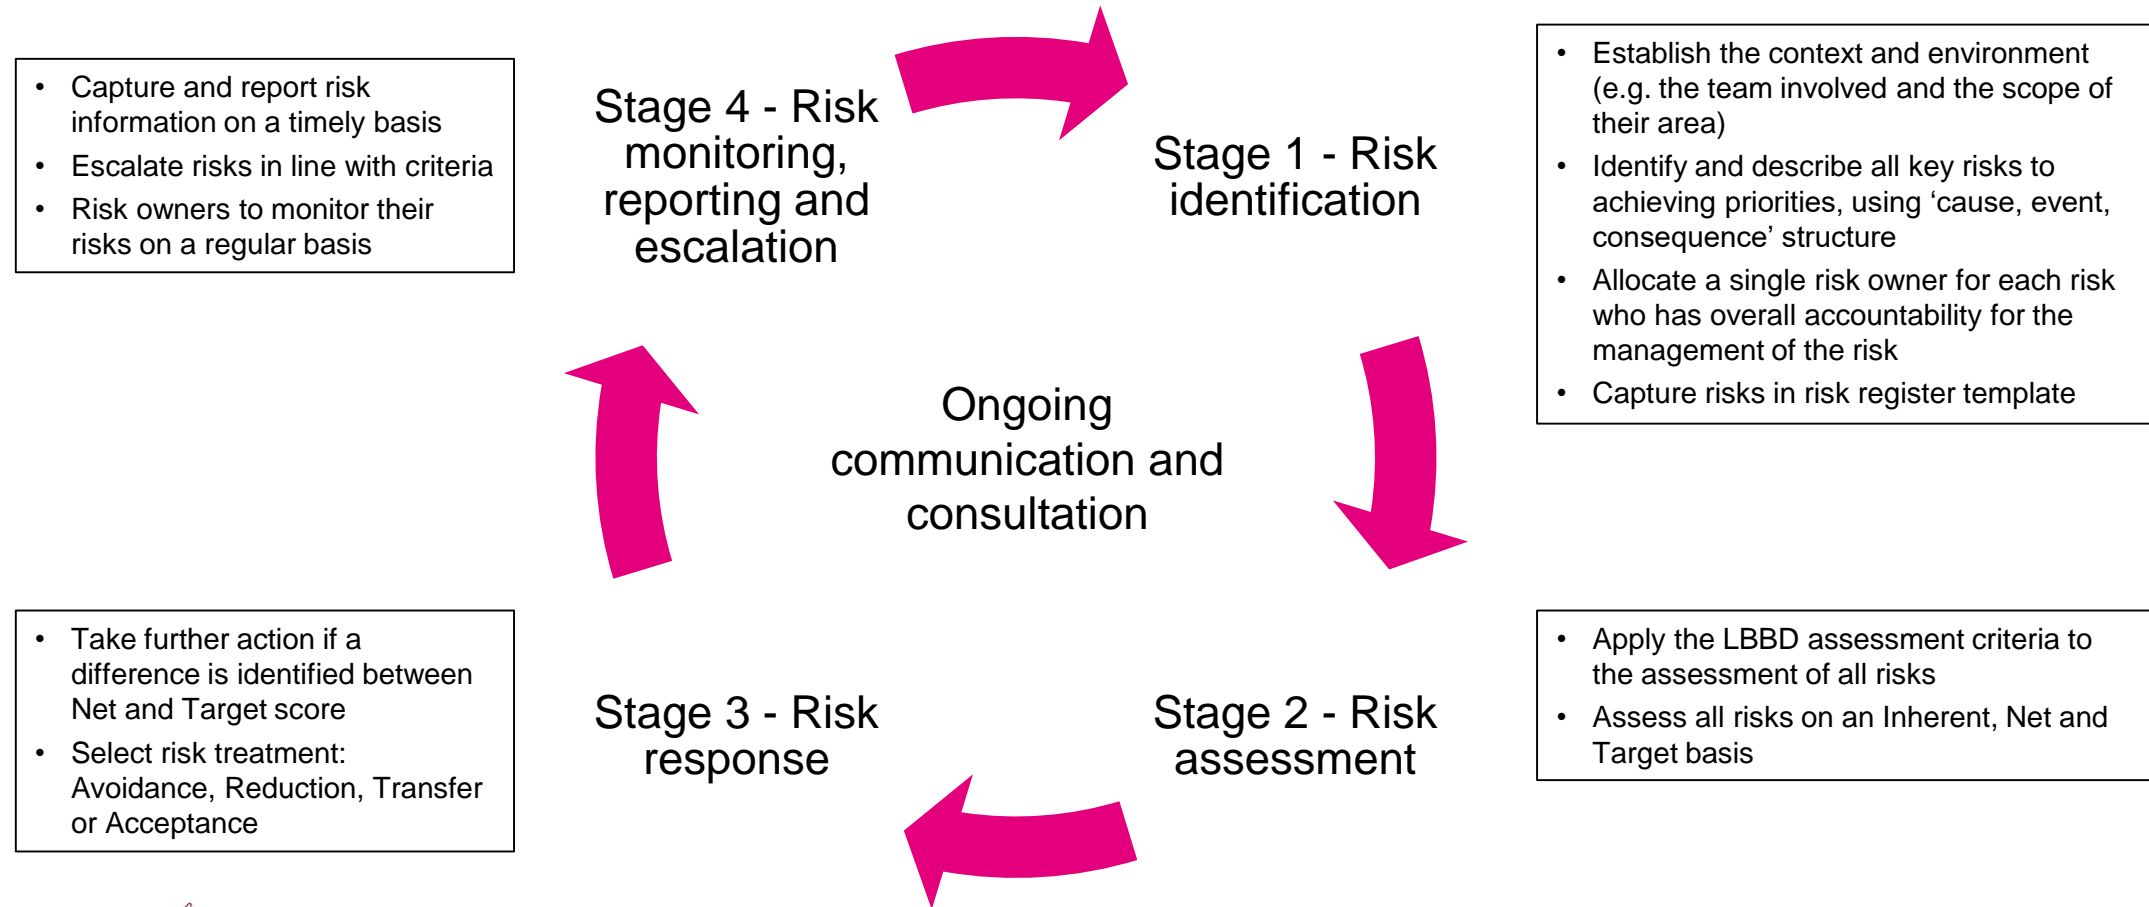 • Capture and report risk
information on a timely basis
• Escalate risks in line with criteria
• Risk owners to monitor their
risks on a regular basis
Stage 4 - Risk
monitoring,
reporting and
escalation
Stage 1 - Risk
identification
• Establish the context and environment
(e.g. the team involved and the scope of
their area)
• Identify and describe all key risks to
achieving priorities, using ‘cause, event,
consequence’ structure
• Allocate a single risk owner for each risk
who has overall accountability for the
management of the risk
• Capture risks in risk register template
Ongoing
communication and
consultation
• Take further action if a
difference is identified between
Net and Target score
• Select risk treatment:
Avoidance, Reduction, Transfer
or Acceptance
Stage 3 - Risk
response
Stage 2 - Risk
assessment
• Apply the LBBD assessment criteria to
the assessment of all risks
• Assess all risks on an Inherent, Net and
Target basis